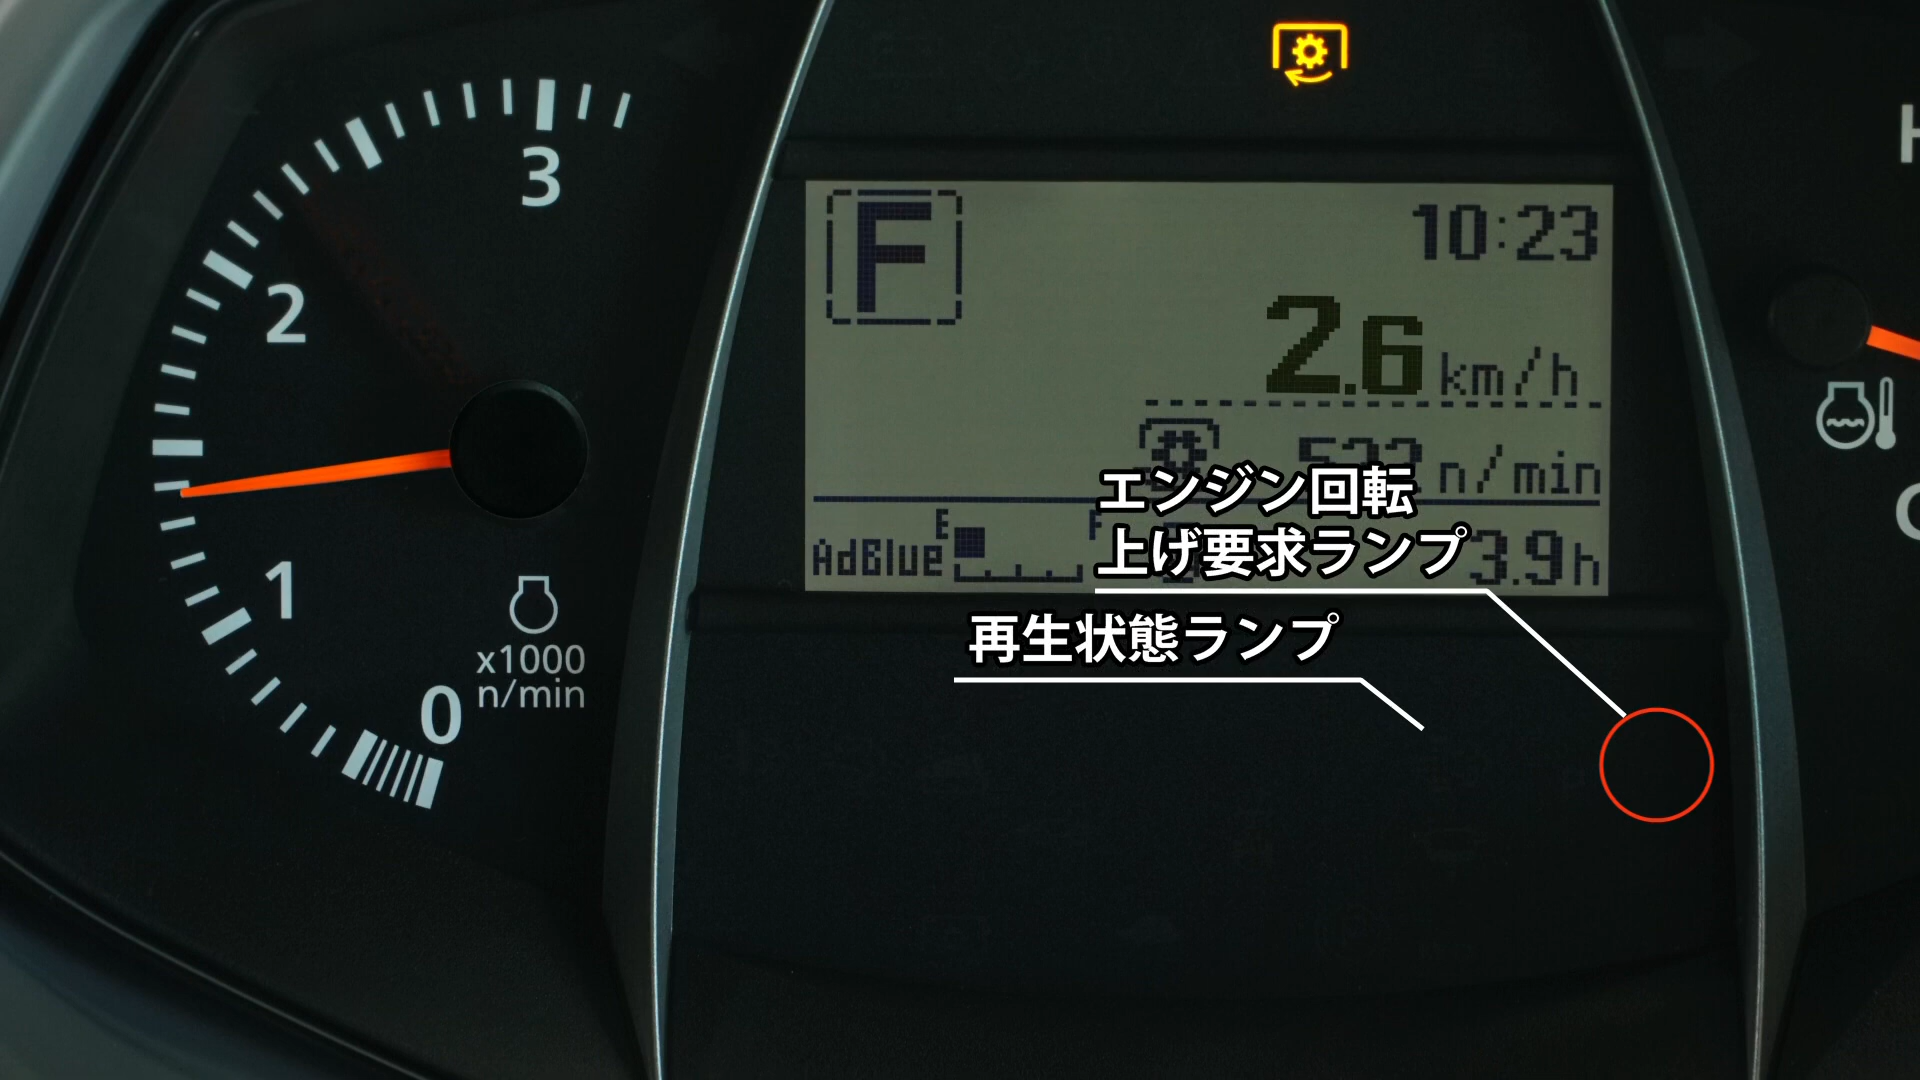 3
2
1
0
x1000
n/min
F
10:23
2.6 km/h
n/min
エンジン回転
上げ要求ランプ
E
F
AdBlue
3.9h
再生状態ランプ
H